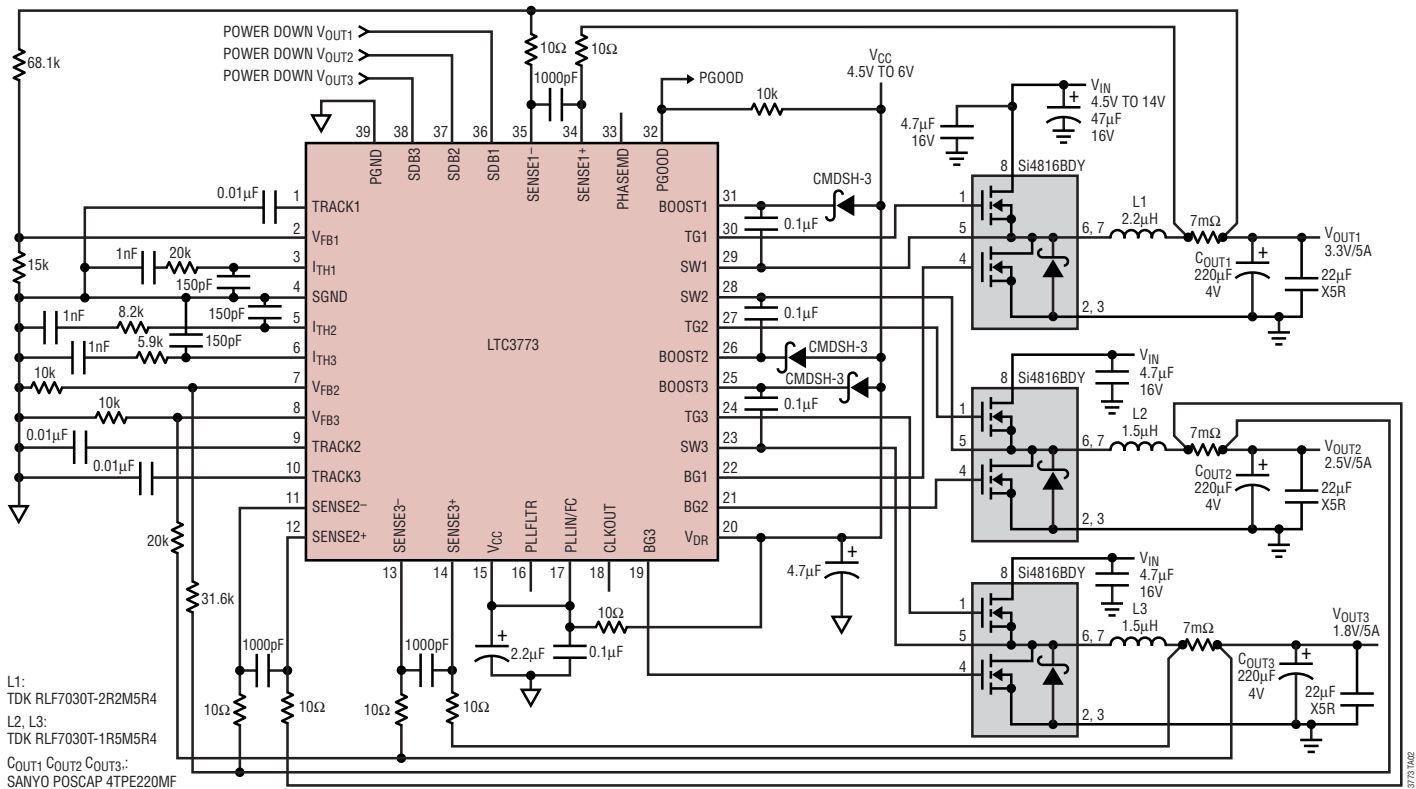 POWER DOWN VOUT1
POWER DOWN VOUT2
POWER DOWN VOUT3
68.1k
10Ω
10Ω
1000pF
PGOOD
10k
VCC
4.5V TO 6V
VIN
4.5V TO 14V
47µF
16V
4.7µF
16V
39
38
37
36
35
34
33
32
PGND
SDB3
SDB2
SDB1
SENSE1–
SENSE1+
PHASEMD
PGOOD
0.01µF
1
TRACK1
2
VFB1
15k
1nF
20k
3
ITH1
150pF
4
SGND
150pF
1nF
8.2k
5
ITH2
150pF
1nF
5.9k
6
ITH3
10k
7
VFB2
10k
8
VFB3
0.01µF
9
TRACK2
0.01µF
10
TRACK3
11
SENSE2–
12
SENSE2+
LTC3773
BOOST1
31
CMDSH-3
0.1µF
TG1
30
SW1
29
SW2
28
0.1µF
TG2
27
BOOST2
26
CMDSH-3
BOOST3
25
CMDSH-3
0.1µF
TG3
24
SW3
23
BG1
22
BG2
21
VDR
20
4.7µF
SENSE3–
SENSE3+
VCC
PLLFLTR
PLLIN/FC
CLKOUT
BG3
13
14
15
16
17
18
19
20k
31.6k
1000pF
10Ω
10Ω
1000pF
10Ω
10Ω
2.2µF
0.1µF
10Ω
8
Si4816BDY
1
5
4
6, 7
2, 3
L1
2.2µH
7mΩ
VOUT1
3.3V/5A
COUT1
220µF
4V
22µF
X5R
VIN
4.7µF
16V
8
Si4816BDY
1
5
4
6, 7
2, 3
L2
1.5µH
7mΩ
VOUT2
2.5V/5A
COUT2
220µF
4V
22µF
X5R
VIN
4.7µF
16V
8
Si4816BDY
1
5
4
6, 7
2, 3
L3
1.5µH
7mΩ
VOUT3
1.8V/5A
COUT3
220µF
4V
22µF
X5R
L1:
TDK RLF7030T-2R2M5R4
L2, L3:
TDK RLF7030T-1R5M5R4
COUT1 COUT2 COUT3,:
SANYO POSCAP 4TPE220MF
3773 TA02
+
+
+
+
+
+